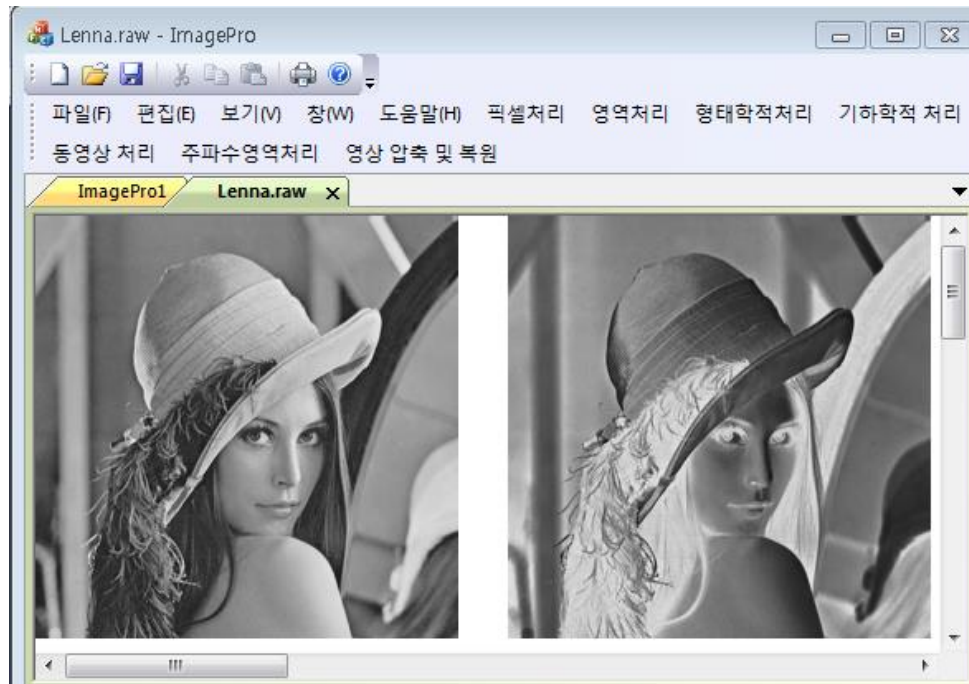 Lenna.raw - ImagePro
파일(F) 편집(E) 보기(V) 창(W) 도움말(H) 픽셀처리 영역처리 형태학적처리 기하학적 처리
동영상 처리 주파수영역처리 영상 압축 및 복원
ImagePro1 Lenna.raw